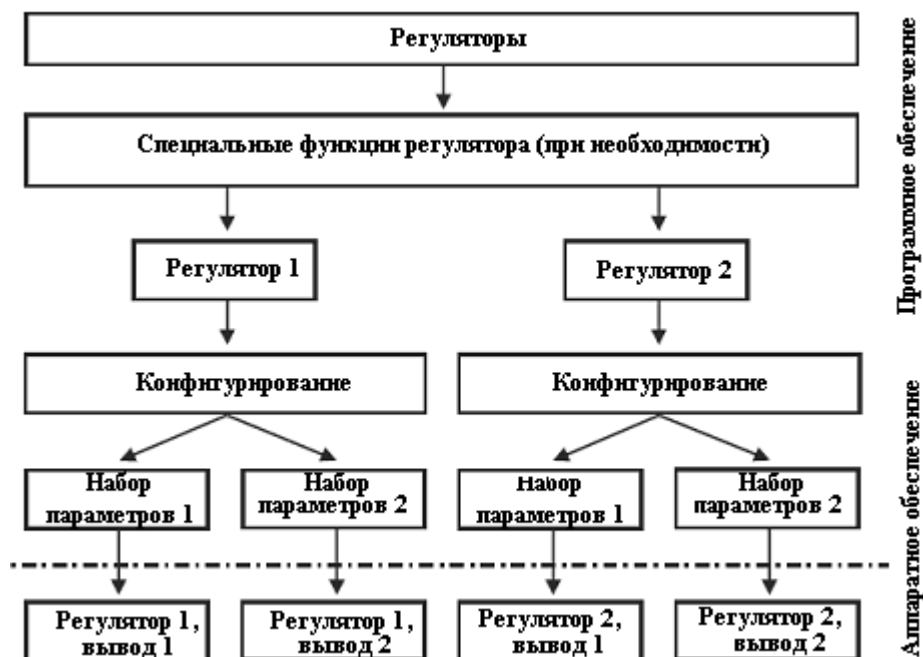 Регуляторы
Специальные функции регулятора (при необходимости)
Регулятор 1
Регулятор 2
Конфигурирование
Конфигурирование
Набор
параметров 1
Набор
параметров 2
Набор
параметров 1
Набор
параметров 2
Регулятор 1,
вывод 1
Регулятор 1,
вывод 2
Регулятор 2,
вывод 1
Регулятор 2,
вывод 2
Программное обеспечение
Аппаратное обеспечение